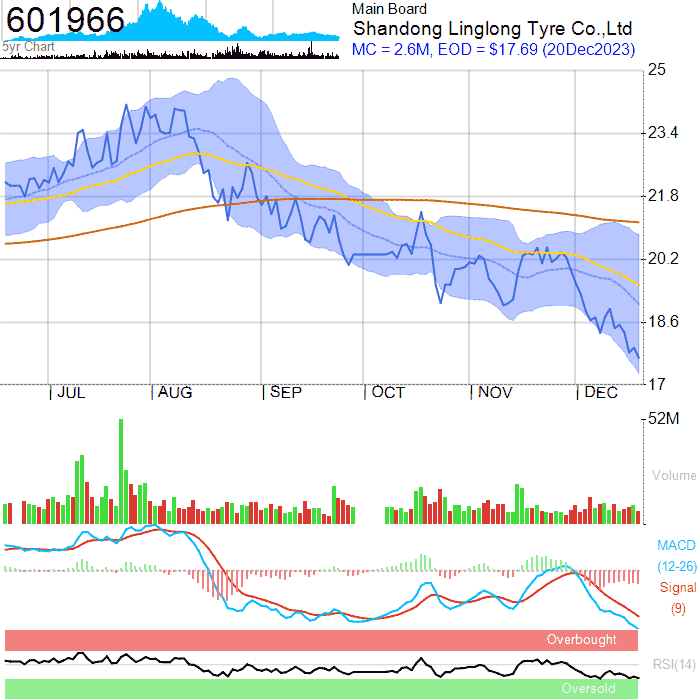 601966
5yr Chart
Main Board
Shandong Linglong Tyre Co.,Ltd
MC = 2.6M, EOD = $17.69 (20Dec2023)
25
23.4
21.8
20.2
18.6
17
JUL AUG SEP OCT NOV DEC
52M
Volume
MACD
(12-26)
Signal
(9)
Overbought
RSI(14)
Oversold